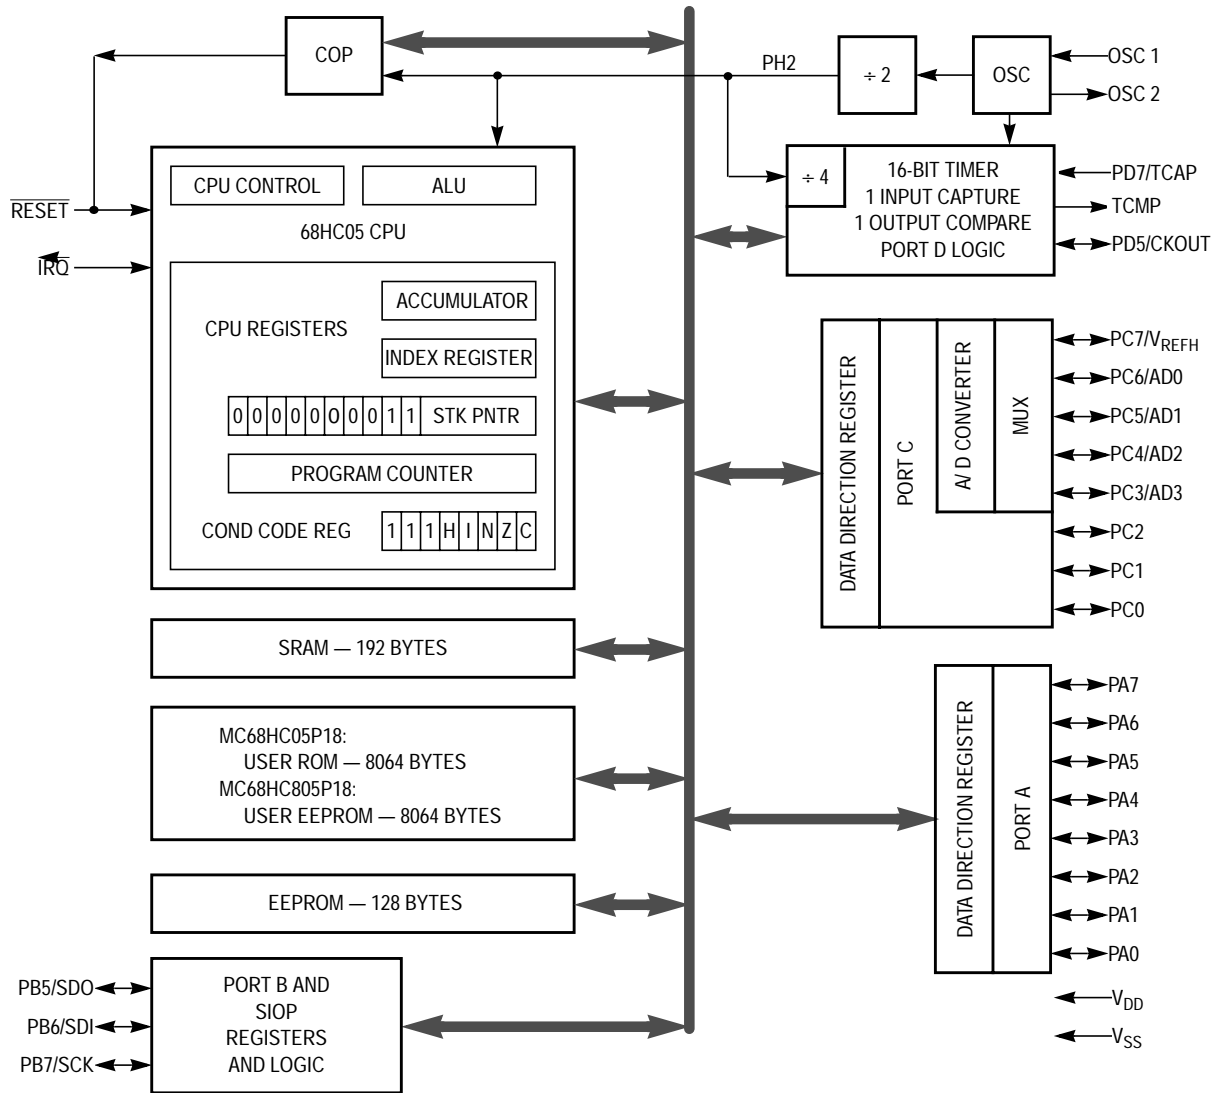 COP
PH2
÷ 2
OSC
OSC 1
OSC 2
CPU CONTROL
ALU
÷ 4
16-BIT TIMER
1 INPUT CAPTURE
1 OUTPUT COMPARE
PORT D LOGIC
PD7/TCAP
TCMP
PD5/CKOUT
RESET
68HC05 CPU
IRQ
ACCUMULATOR
CPU REGISTERS
INDEX REGISTER
0 0 0 0 0 0 0 0 1 1 STK PNTR
PROGRAM COUNTER
COND CODE REG
1 1 1 H I N Z C
DATA DIRECTION REGISTER
PORT C
A/D CONVERTER
MUX
PC7/VREFH
PC6/AD0
PC5/AD1
PC4/AD2
PC3/AD3
PC2
PC1
PC0
SRAM — 192 BYTES
MC68HC05P18:
USER ROM — 8064 BYTES
MC68HC805P18:
USER EEPROM — 8064 BYTES
DATA DIRECTION REGISTER
PORT A
PA7
PA6
PA5
PA4
PA3
PA2
PA1
PA0
EEPROM — 128 BYTES
PB5/SDO
PB6/SDI
PB7/SCK
PORT B AND
SIOP
REGISTERS
AND LOGIC
VDD
VSS